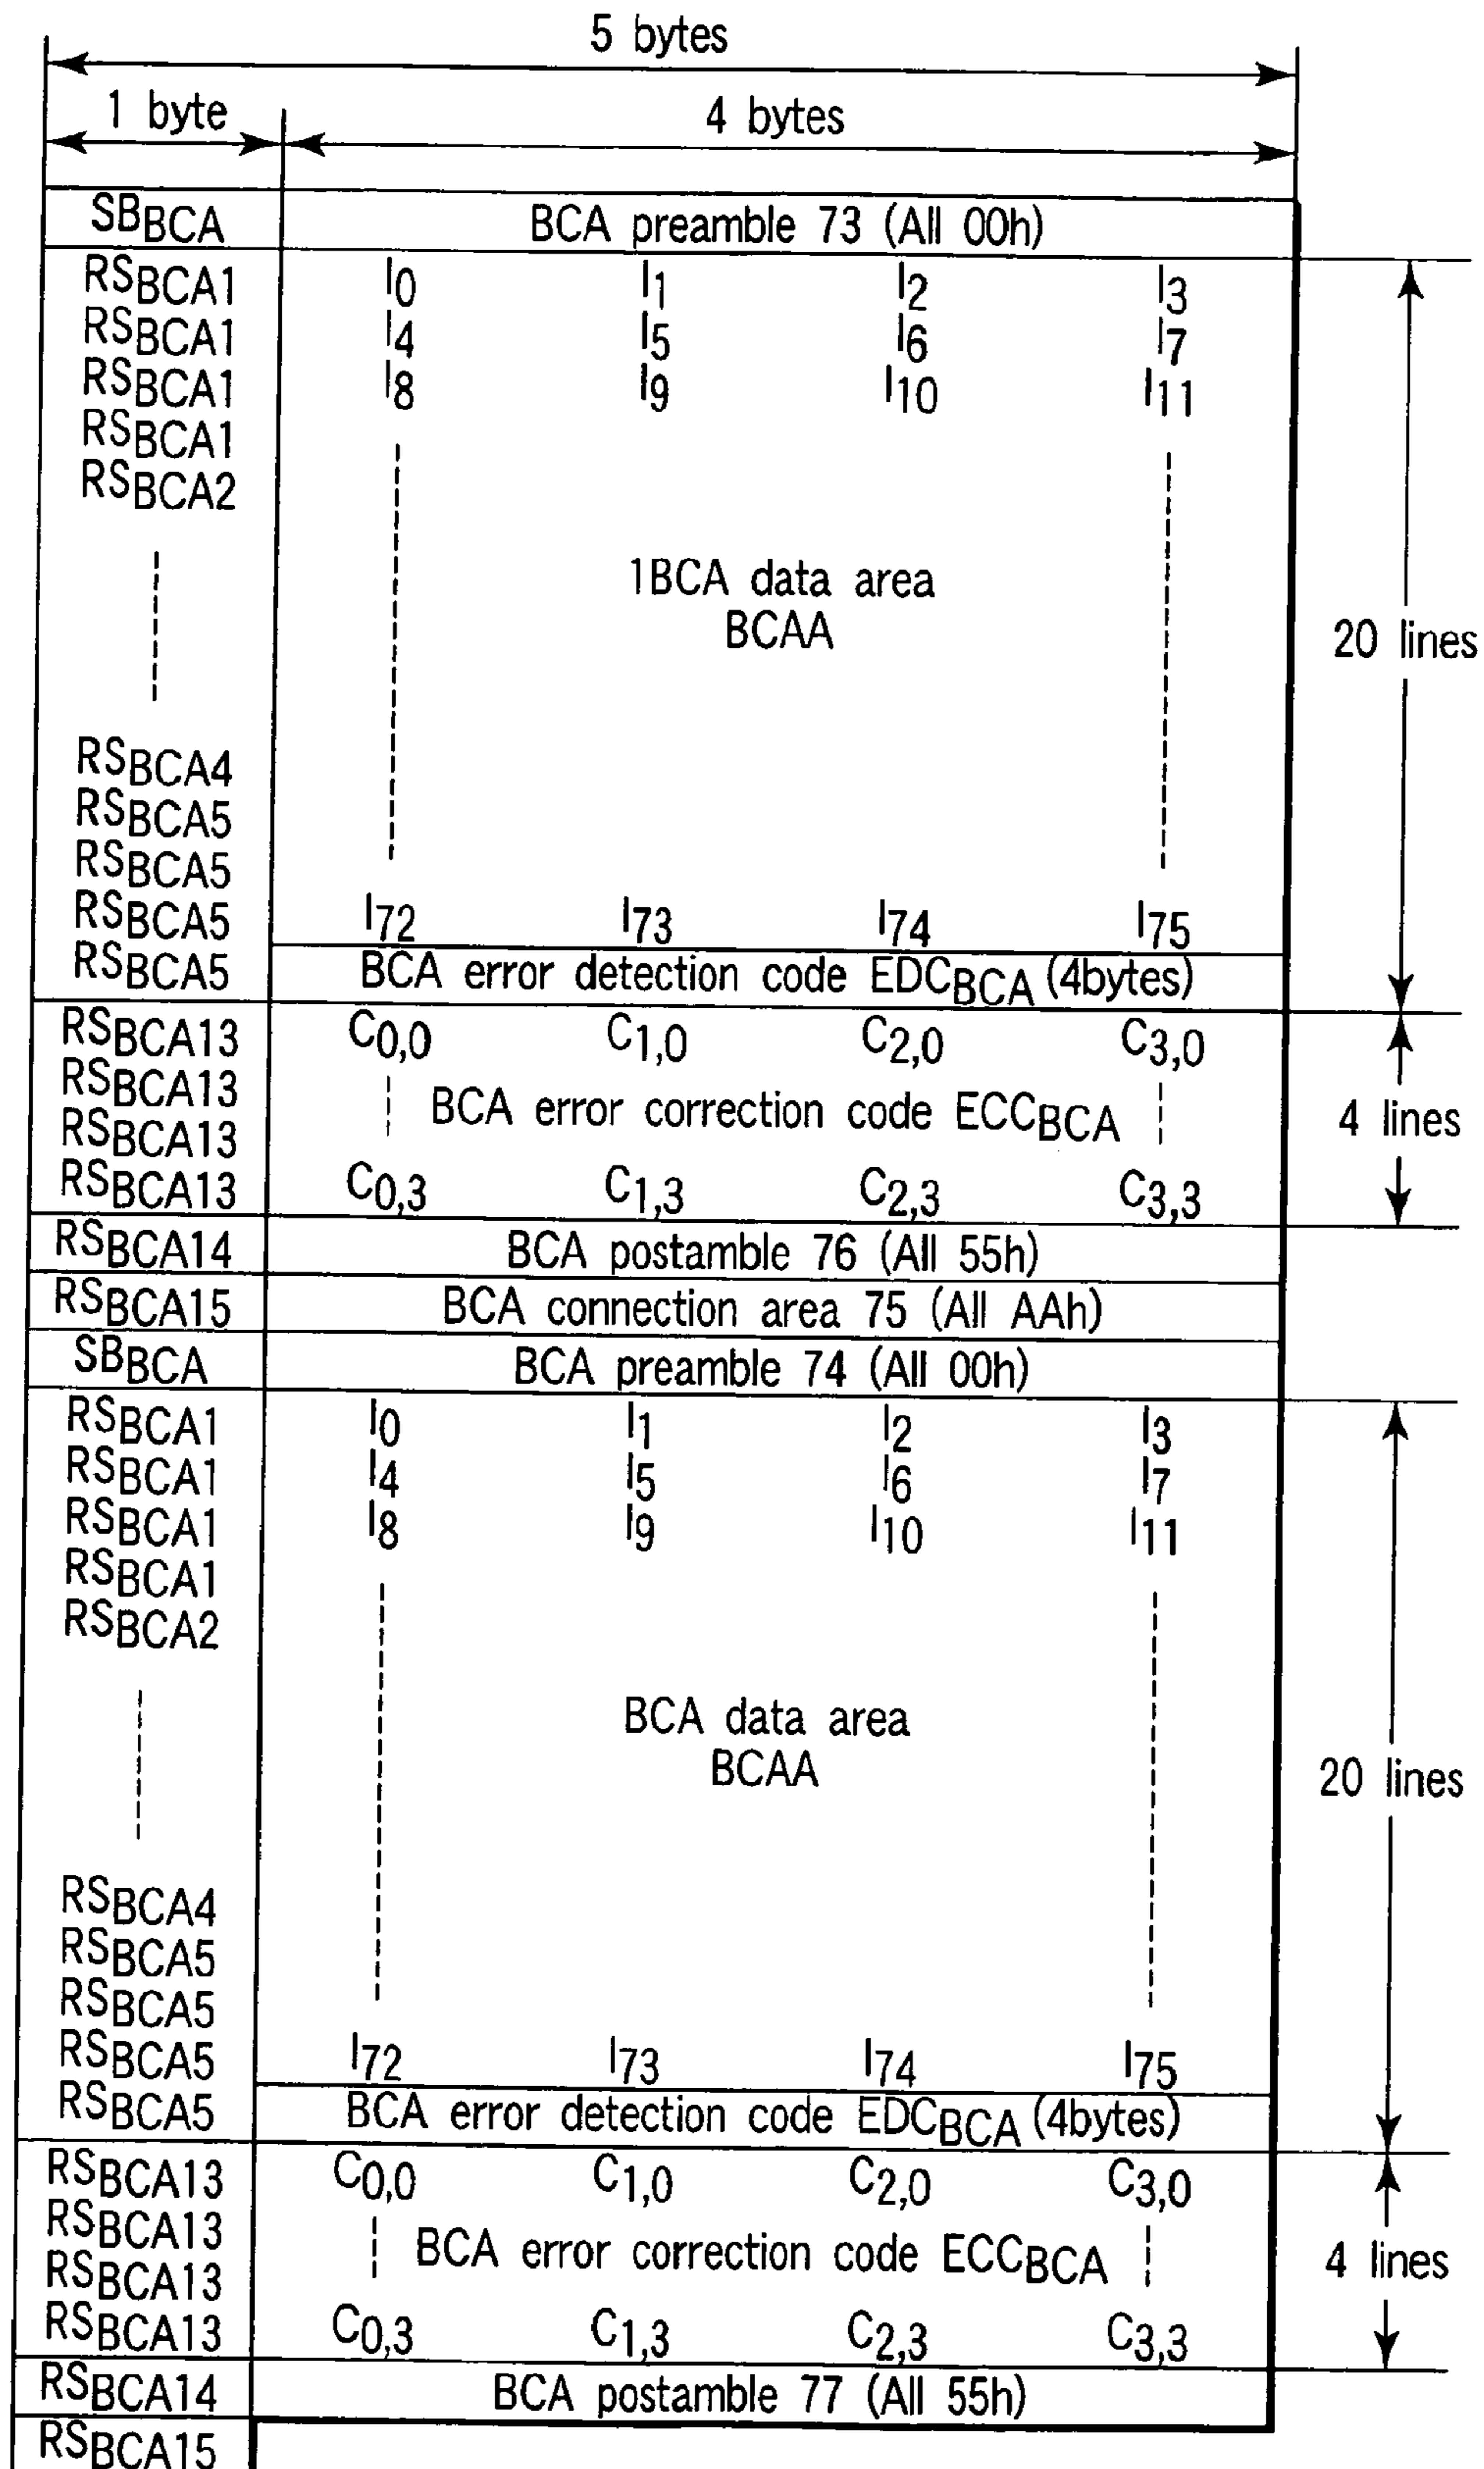 5 bytes
1 byte 4 bytes
SBBCA BCA preamble 73 (All 00h)
RSBCA1 I0 I1 I2 I3
RSBCA1 I4 I5 I6 I7
RSBCA1 I8 I9 I10 I11
RSBCA1
RSBCA2
1BCA data area
BCAA
20 lines
RSBCA4
RSBCA5
RSBCA5
RSBCA5 I72 I73 I74 I75
RSBCA5 BCA error detection code EDCBCA (4bytes)
RSBCA13 C0,0 C1,0 C2,0 C3,0
RSBCA13
BCA error correction code ECCBCA 4 lines
RSBCA13
RSBCA13 C0,3 C1,3 C2,3 C3,3
RSBCA14 BCA postamble 76 (All 55h)
RSBCA15 BCA connection area 75 (All AAh)
SBBCA BCA preamble 74 (All 00h)
RSBCA1 I0 I1 I2 I3
RSBCA1 I4 I5 I6 I7
RSBCA1 I8 I9 I10 I11
RSBCA1
RSBCA2
BCA data area
BCAA
20 lines
RSBCA4
RSBCA5
RSBCA5
RSBCA5 I72 I73 I74 I75
RSBCA5 BCA error detection code EDCBCA (4bytes)
RSBCA13 C0,0 C1,0 C2,0 C3,0
RSBCA13
BCA error correction code ECCBCA 4 lines
RSBCA13
RSBCA13 C0,3 C1,3 C2,3 C3,3
RSBCA14 BCA postamble 77 (All 55h)
RSBCA15